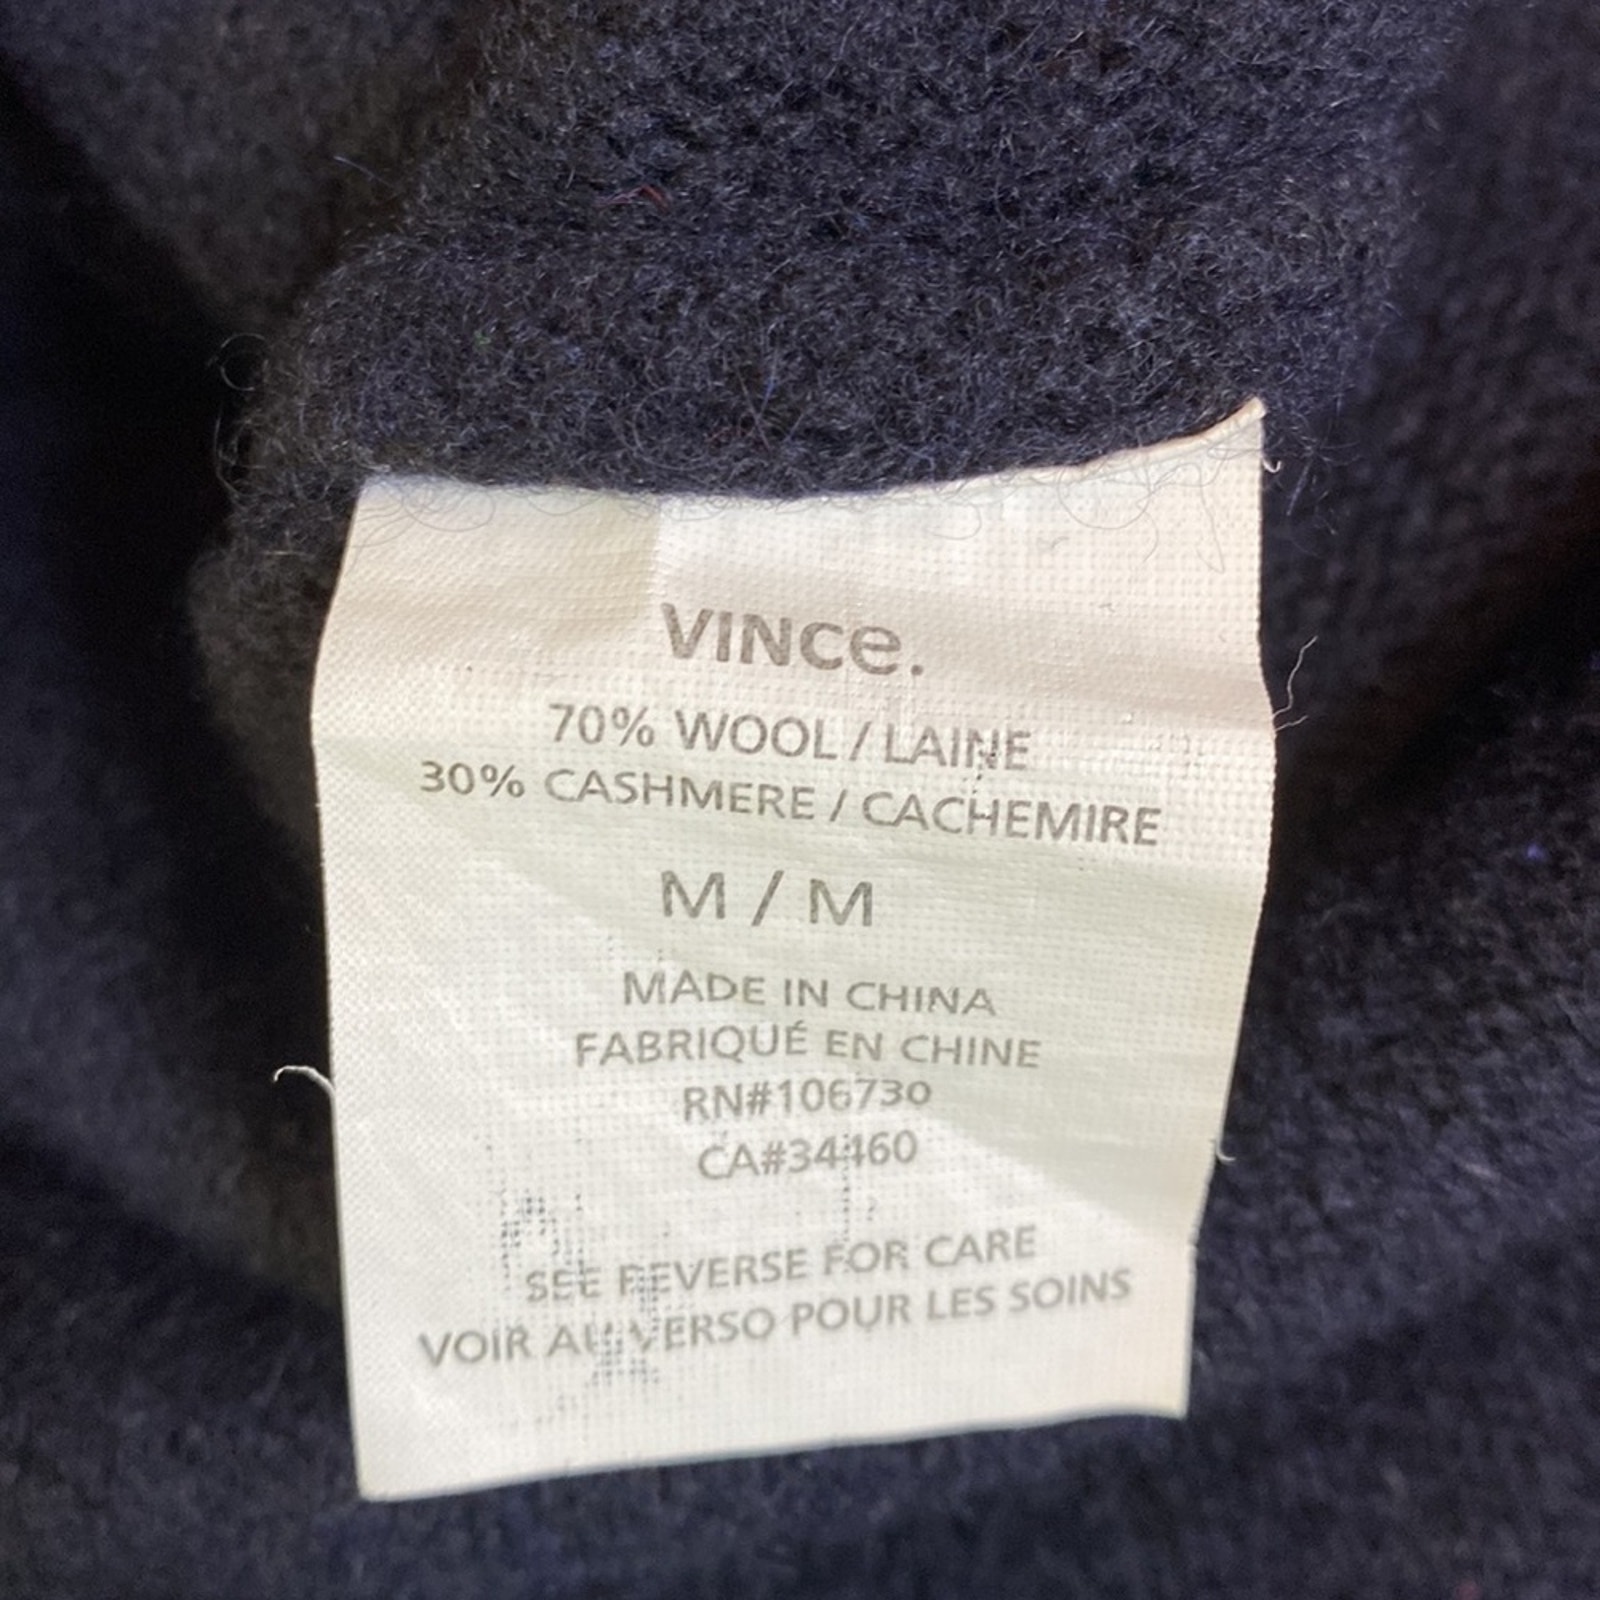 VINCe.
70% WOOL / LAINE
30% CASHMERE / CACHEMIRE
M / M
MADE IN CHINA
FABRIQUÉ EN CHINE
RN#106730
CA#34460
SEE REVERSE FOR CARE
VOIR AU VERSO POUR LES SOINS